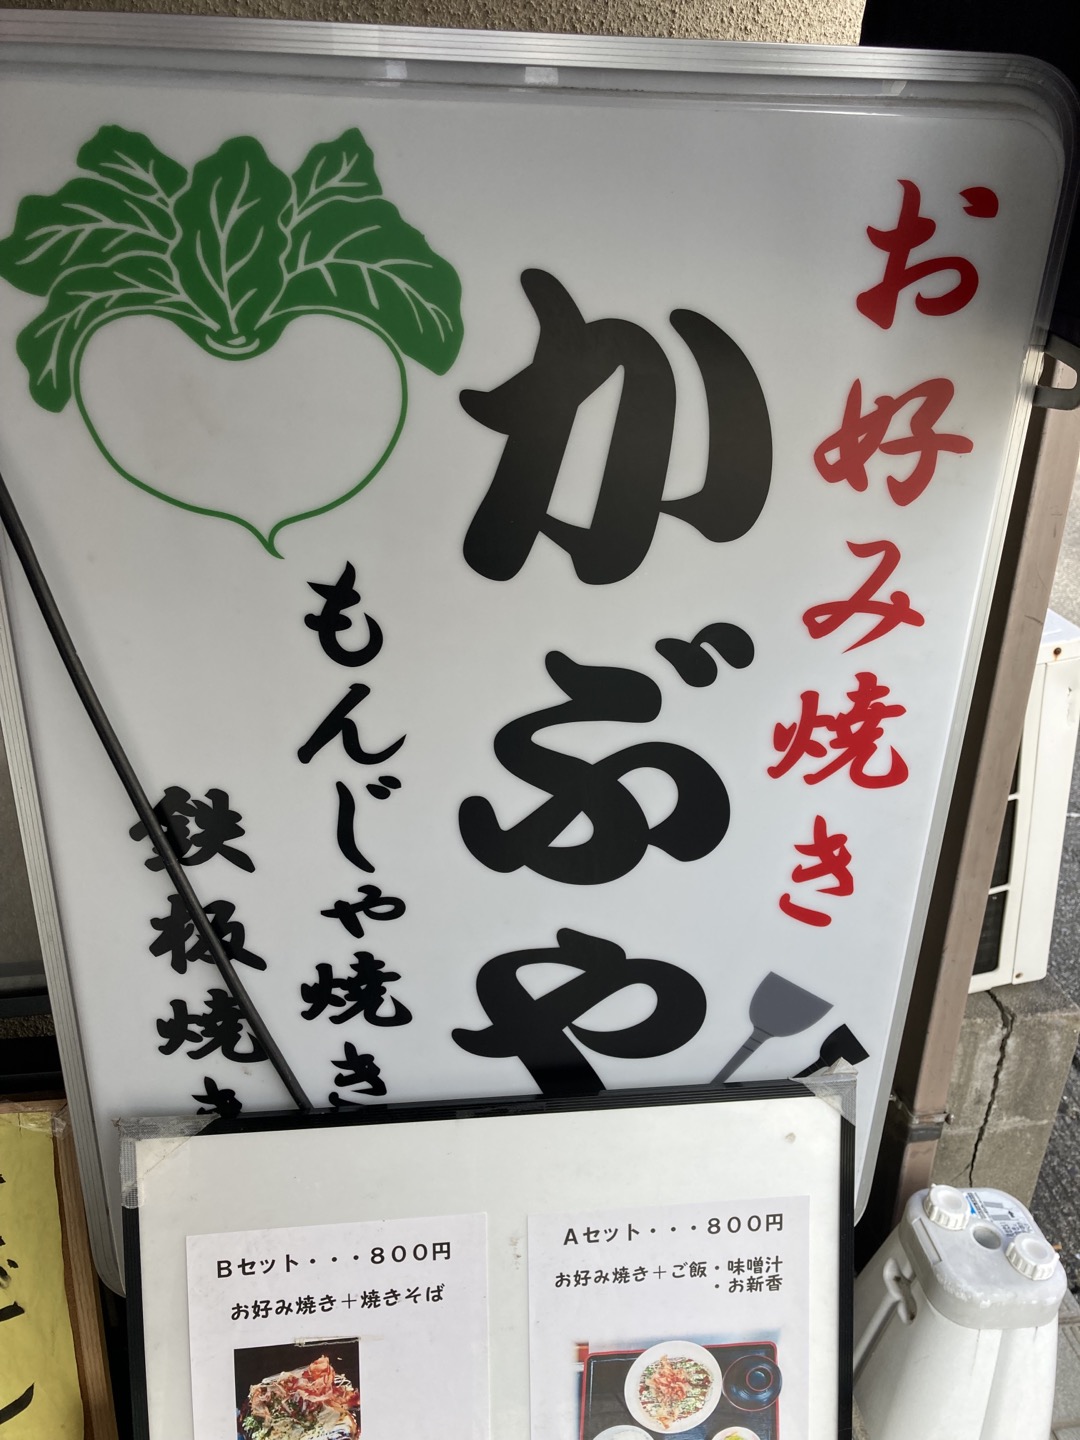 お好み焼き
かぶや
もんじゃ焼き
鉄板焼き
Aセット・・・800円
お好み焼き＋ご飯・味噌汁
・お新香
Bセット・・・800円
お好み焼き＋焼きそば